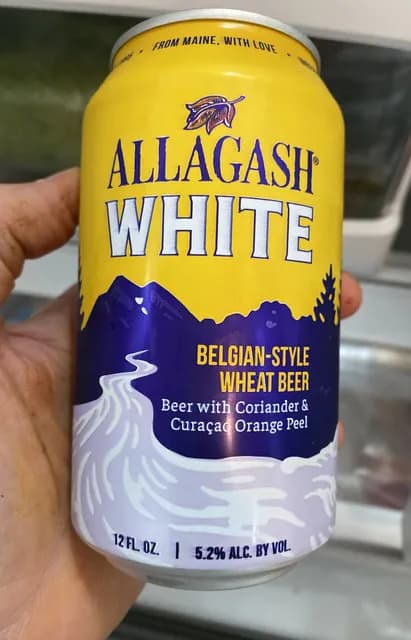 FROM MAINE, WITH LOVE
ALLAGASH®
WHITE
BELGIAN-STYLE
WHEAT BEER
Beer with Coriander &
Curaçao Orange Peel
12 FL. OZ. | 5.2% ALC. BY VOL.